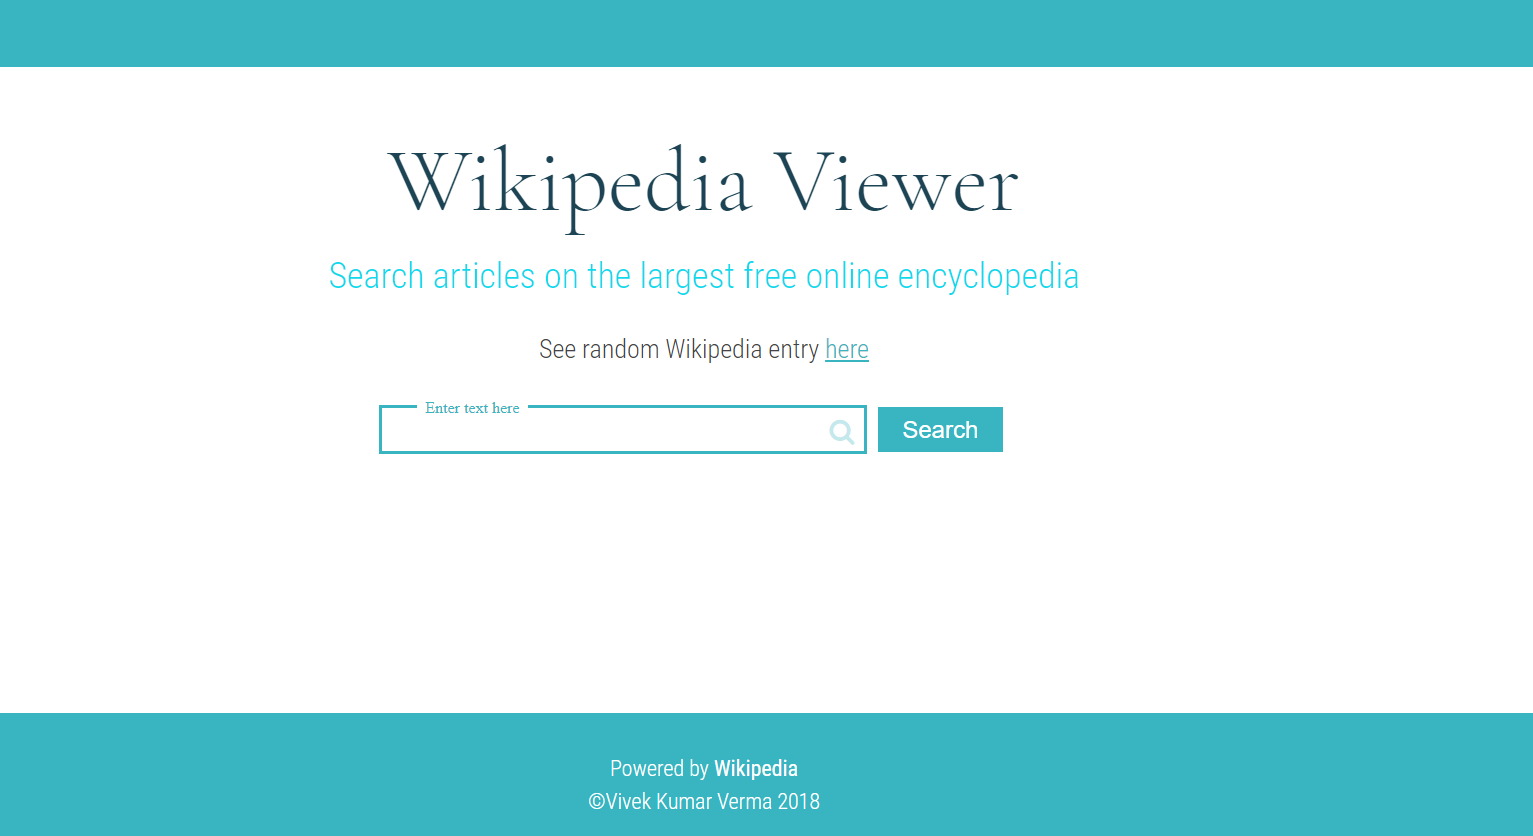 Wikipedia Viewer
Search articles on the largest free online encyclopedia
See random Wikipedia entry here
Enter text here
Search
Powered by Wikipedia
©Vivek Kumar Verma 2018